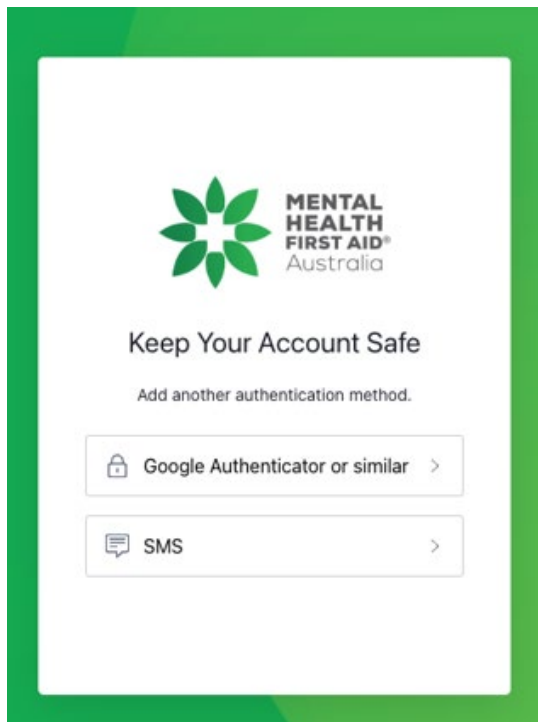 MENTAL
HEALTH
FIRST AID®
Australia
Keep Your Account Safe
Add another authentication method.
Google Authenticator or similar
SMS